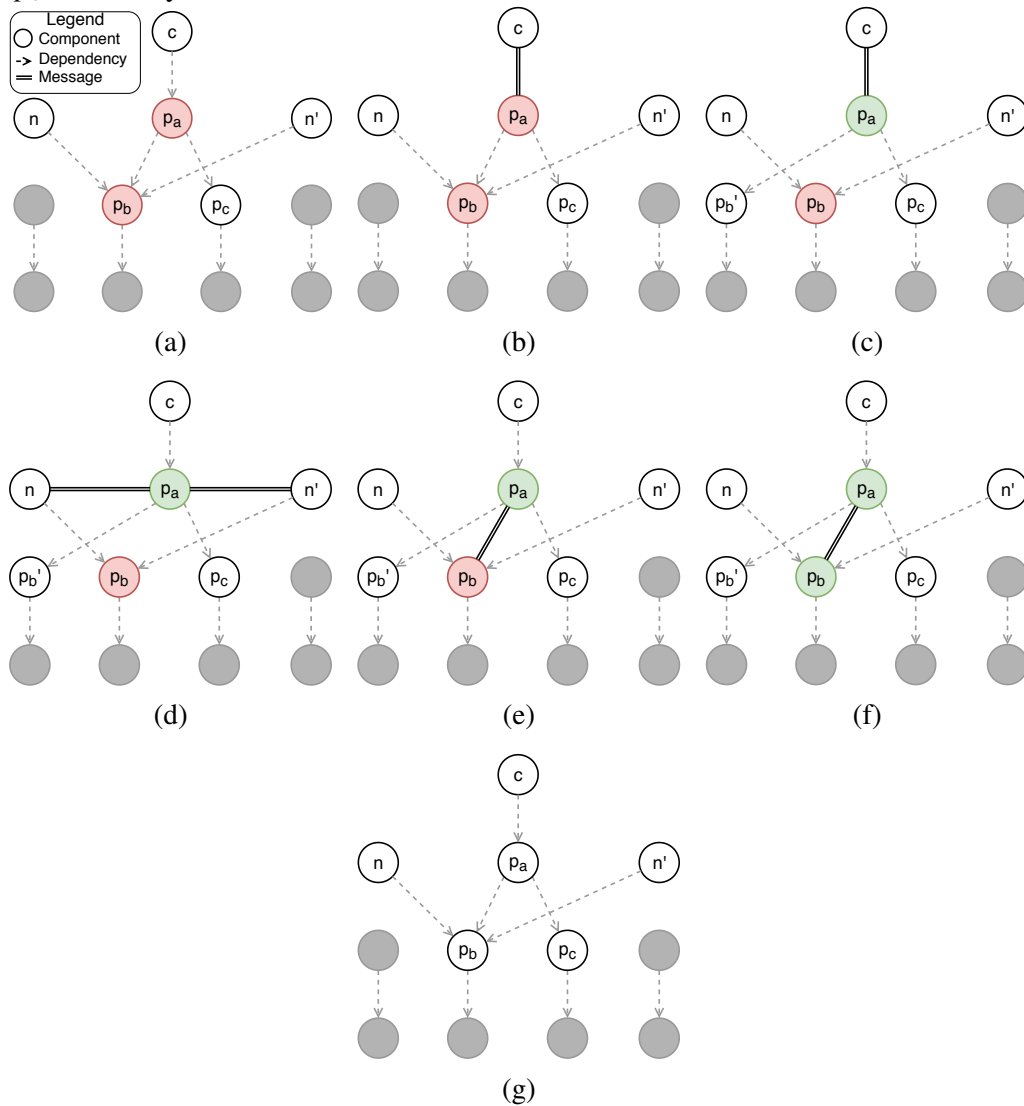 Legend
Component
Dependency
Message
c
n
pa
n'
pb
pc
(a)
c
n
pa
n'
pb
pc
(b)
c
n
pa
n'
pb'
pb
pc
(c)
c
n
pa
n'
pb'
pb
pc
(d)
c
n
pa
n'
pb'
pb
pc
(e)
c
n
pa
n'
pb'
pb
pc
(f)
c
n
pa
n'
pb
pc
(g)